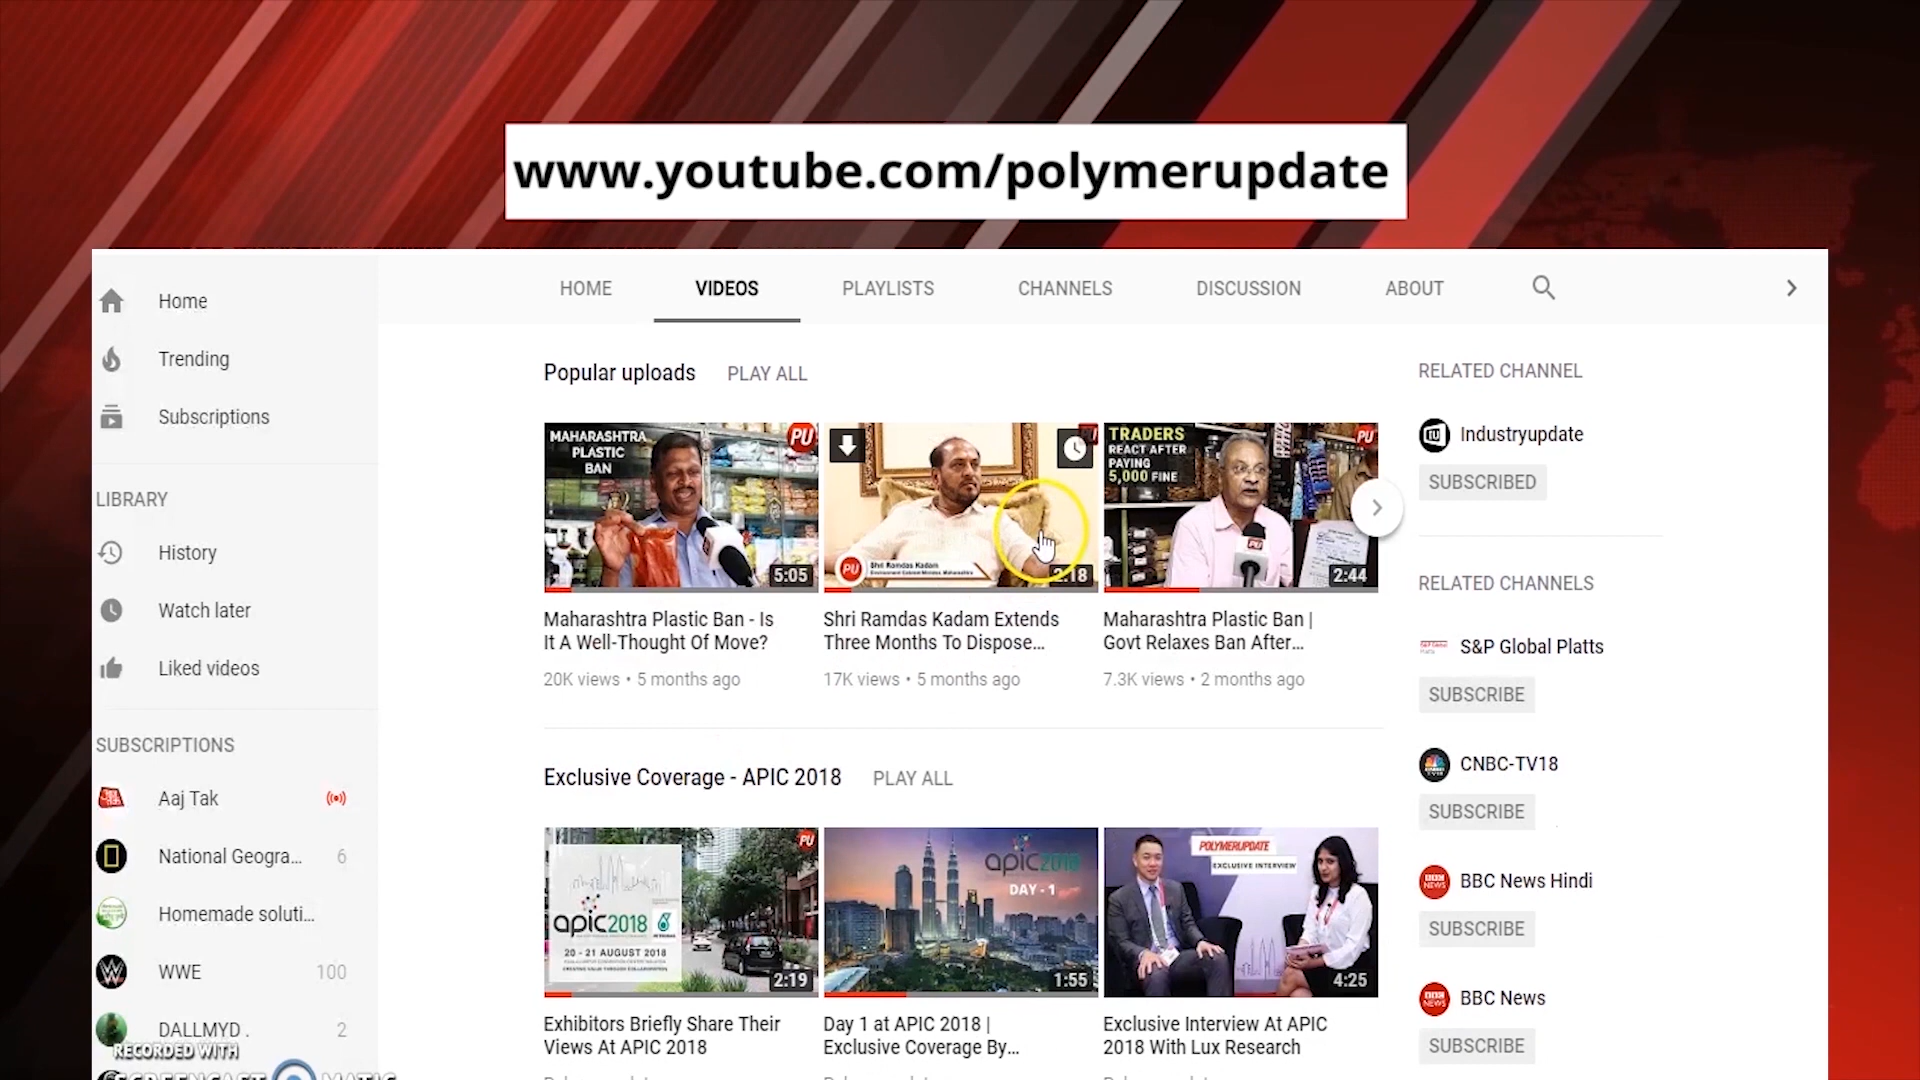 www.youtube.com/polymerupdate
Home
Trending
Subscriptions
LIBRARY
History
Watch later
Liked videos
SUBSCRIPTIONS
Aaj Tak
National Geogra... 6
Homemade soluti...
WWE 100
DALLMYD . 2
RECORDED WITH
HOME VIDEOS PLAYLISTS CHANNELS DISCUSSION ABOUT
Popular uploads PLAY ALL
MAHARASHTRA
PLASTIC
BAN
PU
5:05
Shri Ramdas Kadam
PU
2:18
TRADERS
REACT AFTER
PAYING
5,000 FINE
PU
PU
2:44
Maharashtra Plastic Ban - Is
It A Well-Thought Of Move?
20K views • 5 months ago
Shri Ramdas Kadam Extends
Three Months To Dispose...
17K views • 5 months ago
Maharashtra Plastic Ban |
Govt Relaxes Ban After...
7.3K views • 2 months ago
Exclusive Coverage - APIC 2018 PLAY ALL
PU
apic2018
20 - 21 AUGUST 2018
2:19
apic2018
DAY - 1
1:55
POLYMERUPDATE
EXCLUSIVE INTERVIEW
4:25
Exhibitors Briefly Share Their
Views At APIC 2018
Day 1 at APIC 2018 |
Exclusive Coverage By...
Exclusive Interview At APIC
2018 With Lux Research
RELATED CHANNEL
Industryupdate
SUBSCRIBED
RELATED CHANNELS
S&P Global Platts
SUBSCRIBE
CNBC-TV18
SUBSCRIBE
BBC News Hindi
SUBSCRIBE
BBC News
SUBSCRIBE